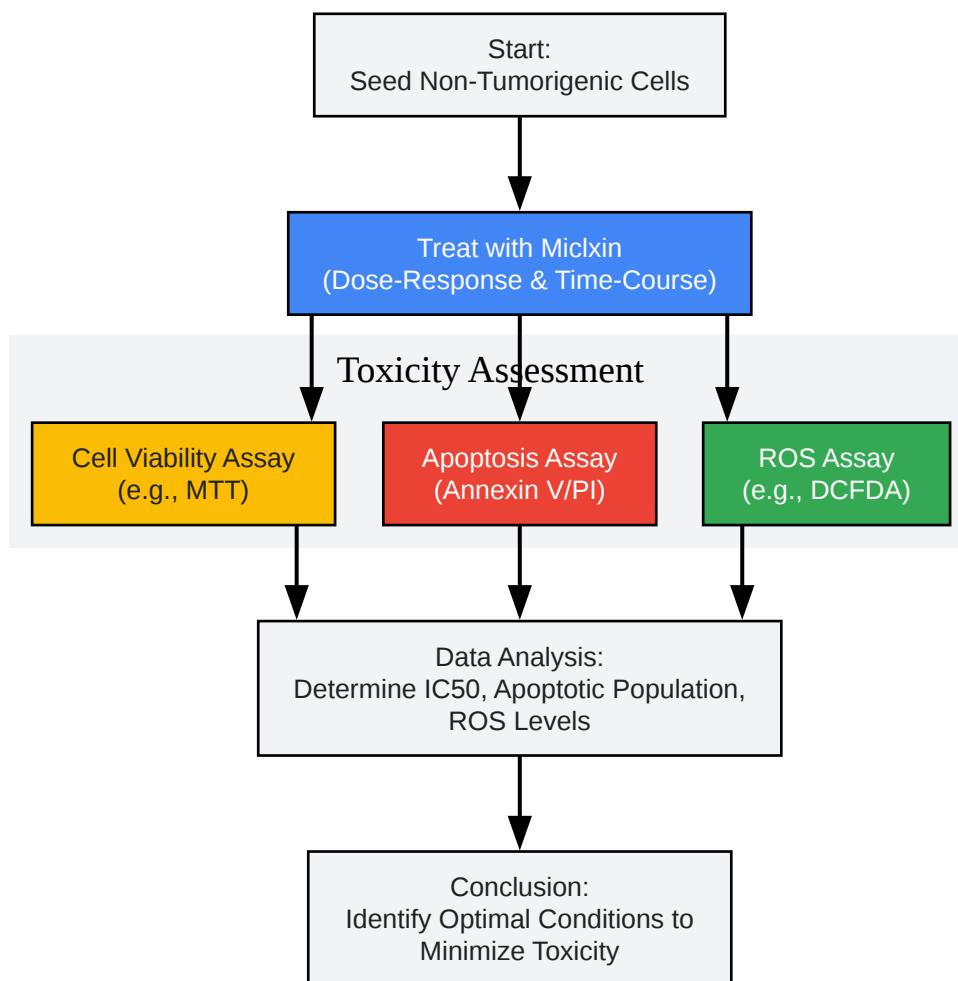 Start:
Seed Non-Tumorigenic Cells
Treat with Miclxin
(Dose-Response & Time-Course)
Toxicity Assessment
Cell Viability Assay
(e.g., MTT)
Apoptosis Assay
(Annexin V/PI)
ROS Assay
(e.g., DCFDA)
Data Analysis:
Determine IC50, Apoptotic Population,
ROS Levels
Conclusion:
Identify Optimal Conditions to
Minimize Toxicity